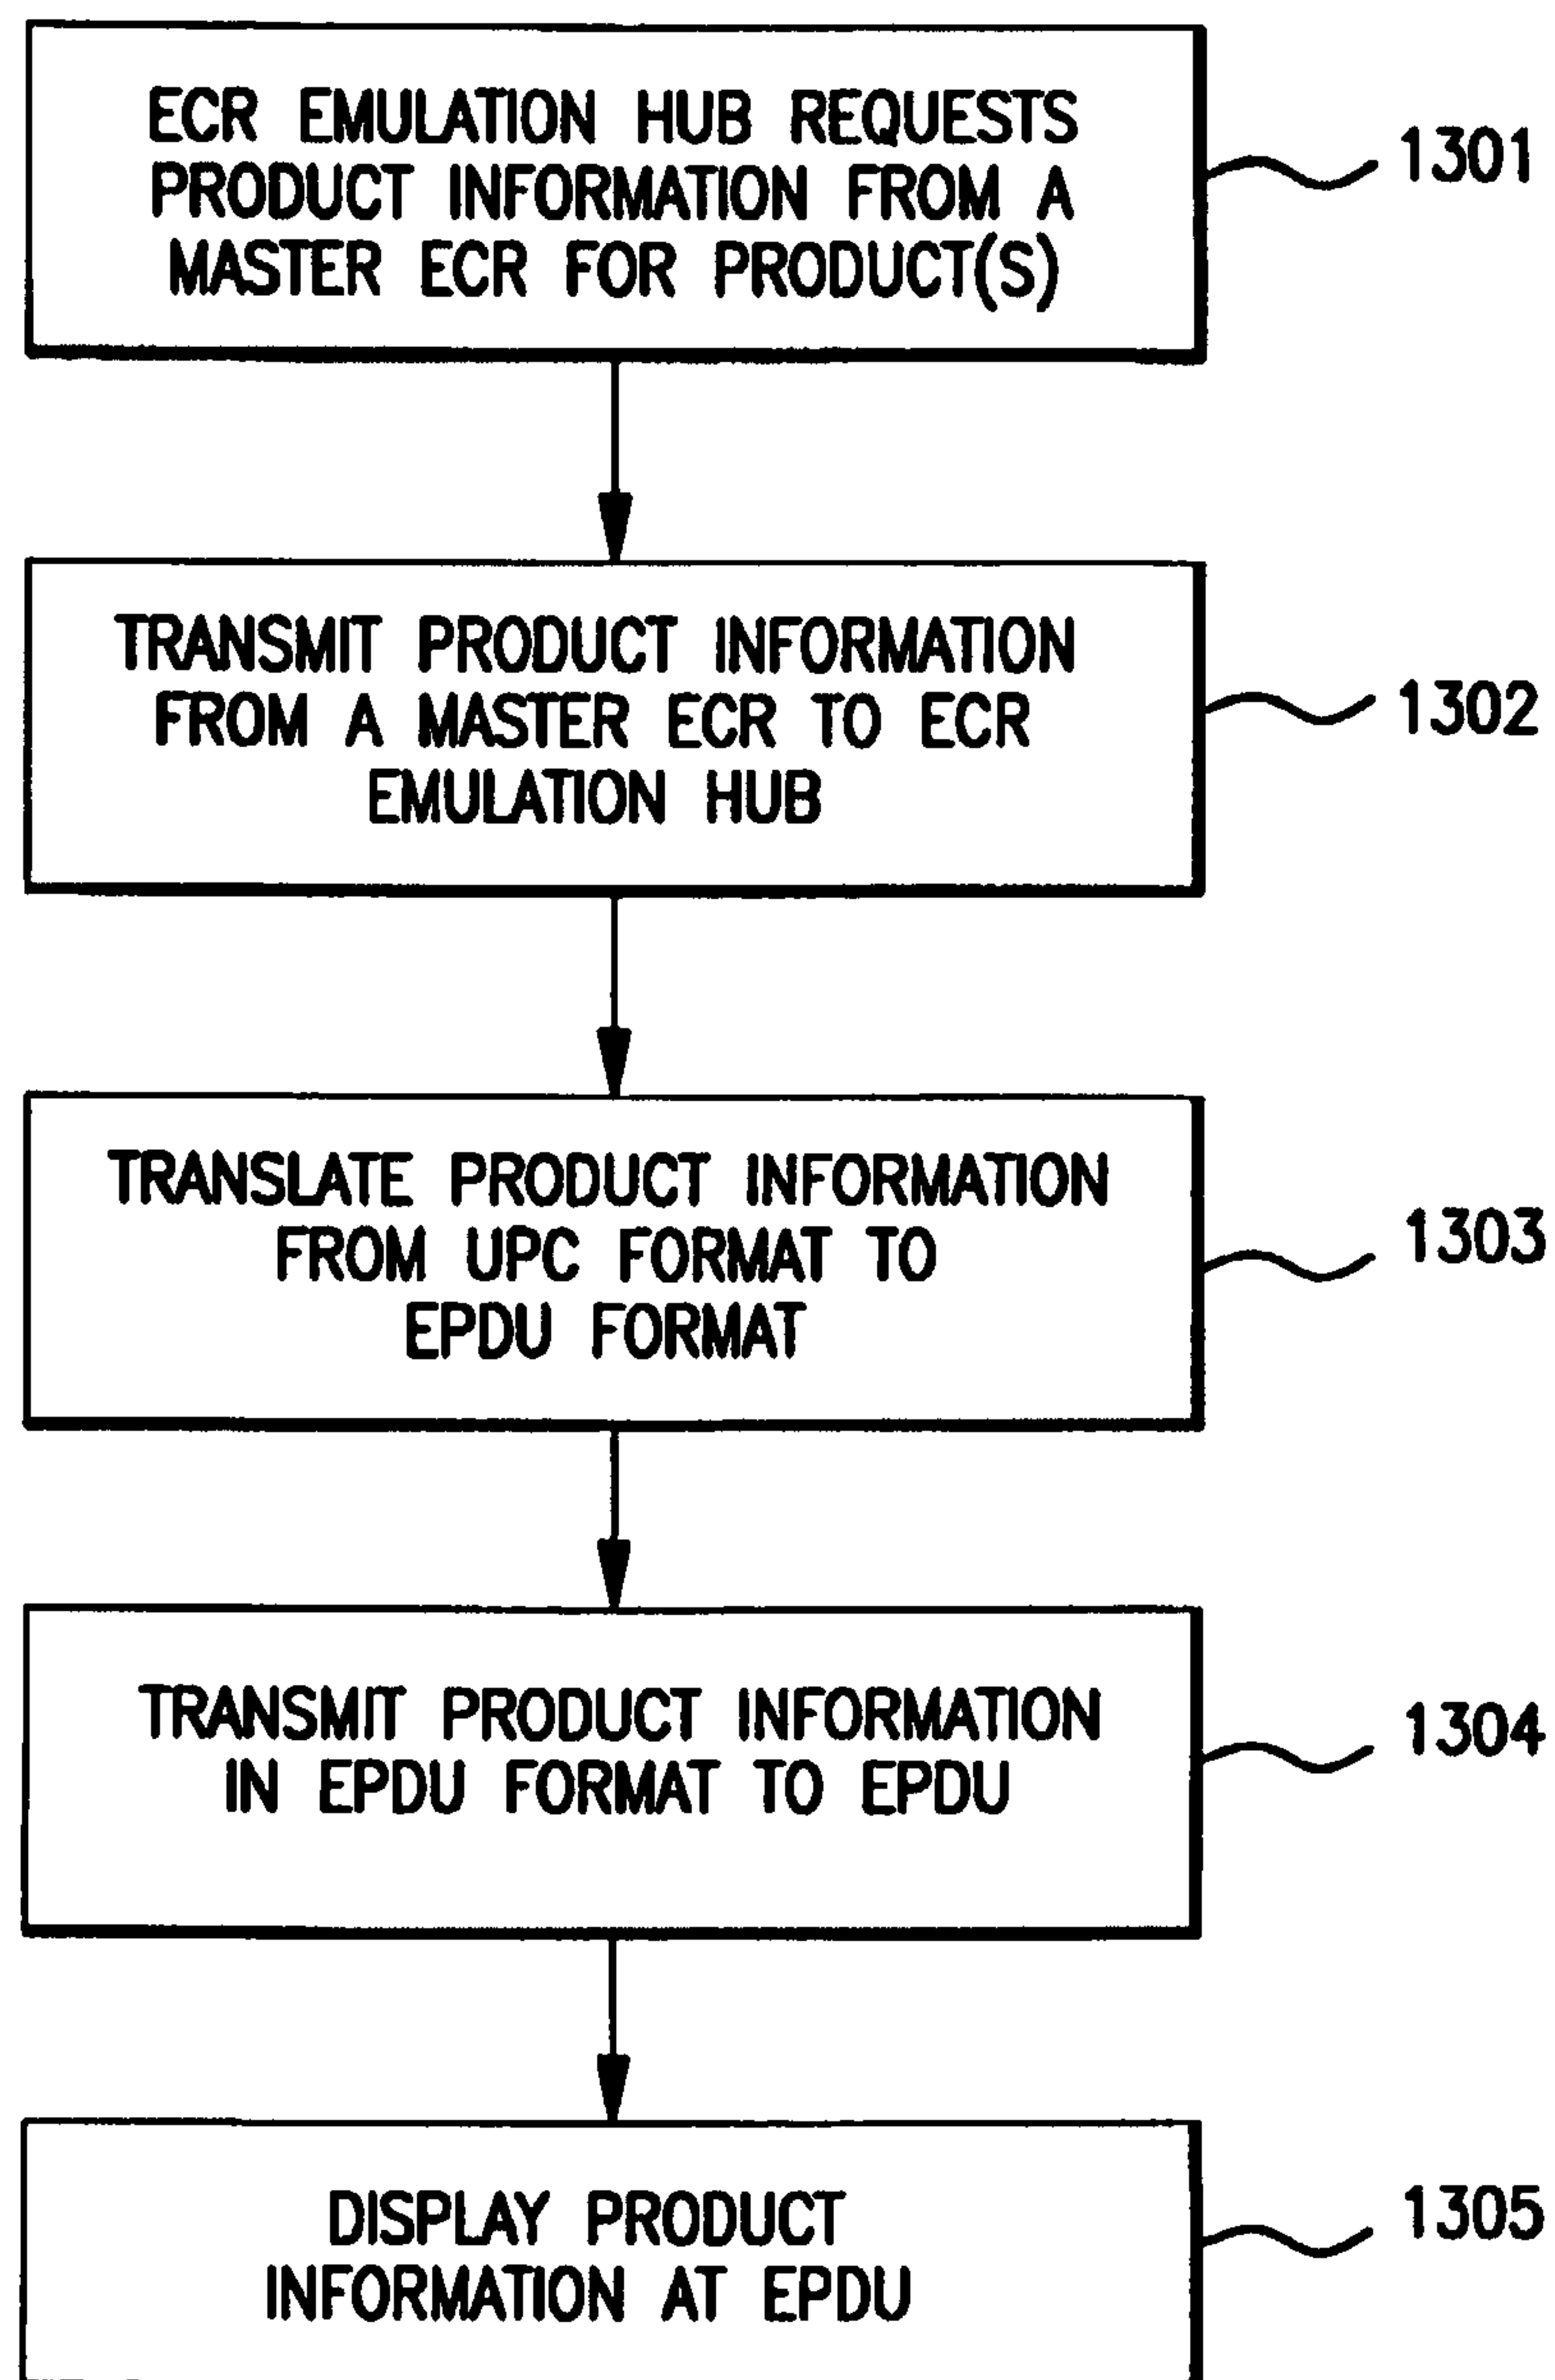 ECR EMULATION HUB REQUESTS
PRODUCT INFORMATION FROM A
MASTER ECR FOR PRODUCT(S)
1301
TRANSMIT PRODUCT INFORMATION
FROM A MASTER ECR TO ECR
EMULATION HUB
1302
TRANSLATE PRODUCT INFORMATION
FROM UPC FORMAT TO
EPDU FORMAT
1303
TRANSMIT PRODUCT INFORMATION
IN EPDU FORMAT TO EPDU
1304
DISPLAY PRODUCT
INFORMATION AT EPDU
1305